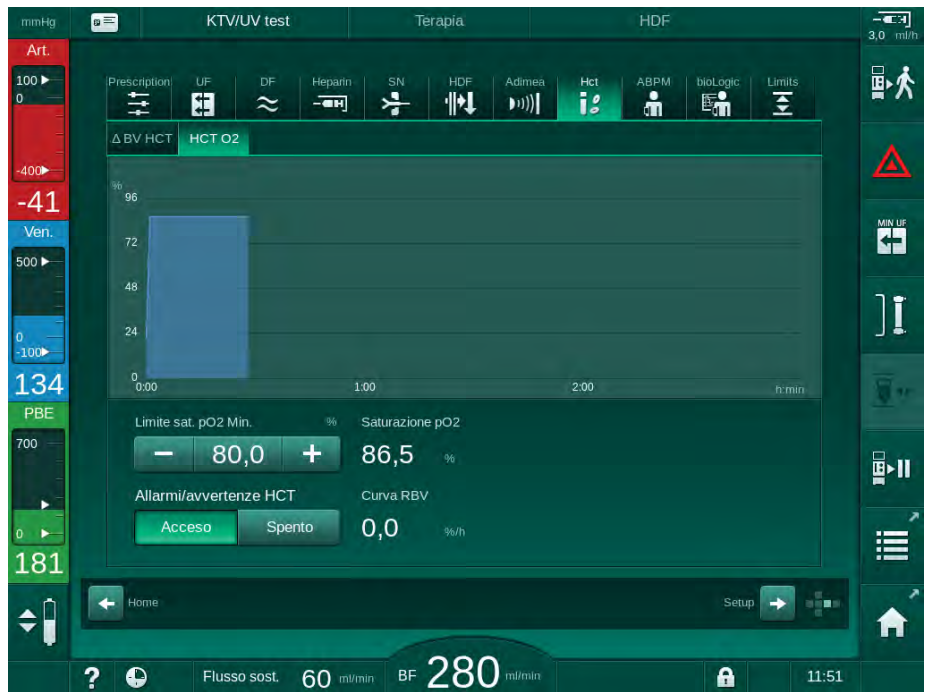 mmHg
KTV/UV test
Terapia
HDF
3,0 ml/h
Art.
100
0
-400
-41
Ven.
500
0
-100
134
PBE
700
0
181
Prescription
UF
DF
Heparin
SN
HDF
Adimea
Hct
ABPM
bioLogic
Limits
Δ BV HCT
HCT O2
%
96
72
48
24
0
0:00
1:00
2:00
h:min
Limite sat. pO2 Min. %
80,0
Saturazione pO2
86,5 %
Allarmi/avvertenze HCT
Acceso
Spento
Curva RBV
0,0 %/h
MIN UF
Home
Setup
?
Flusso sost. 60 ml/min
BF 280 ml/min
11:51